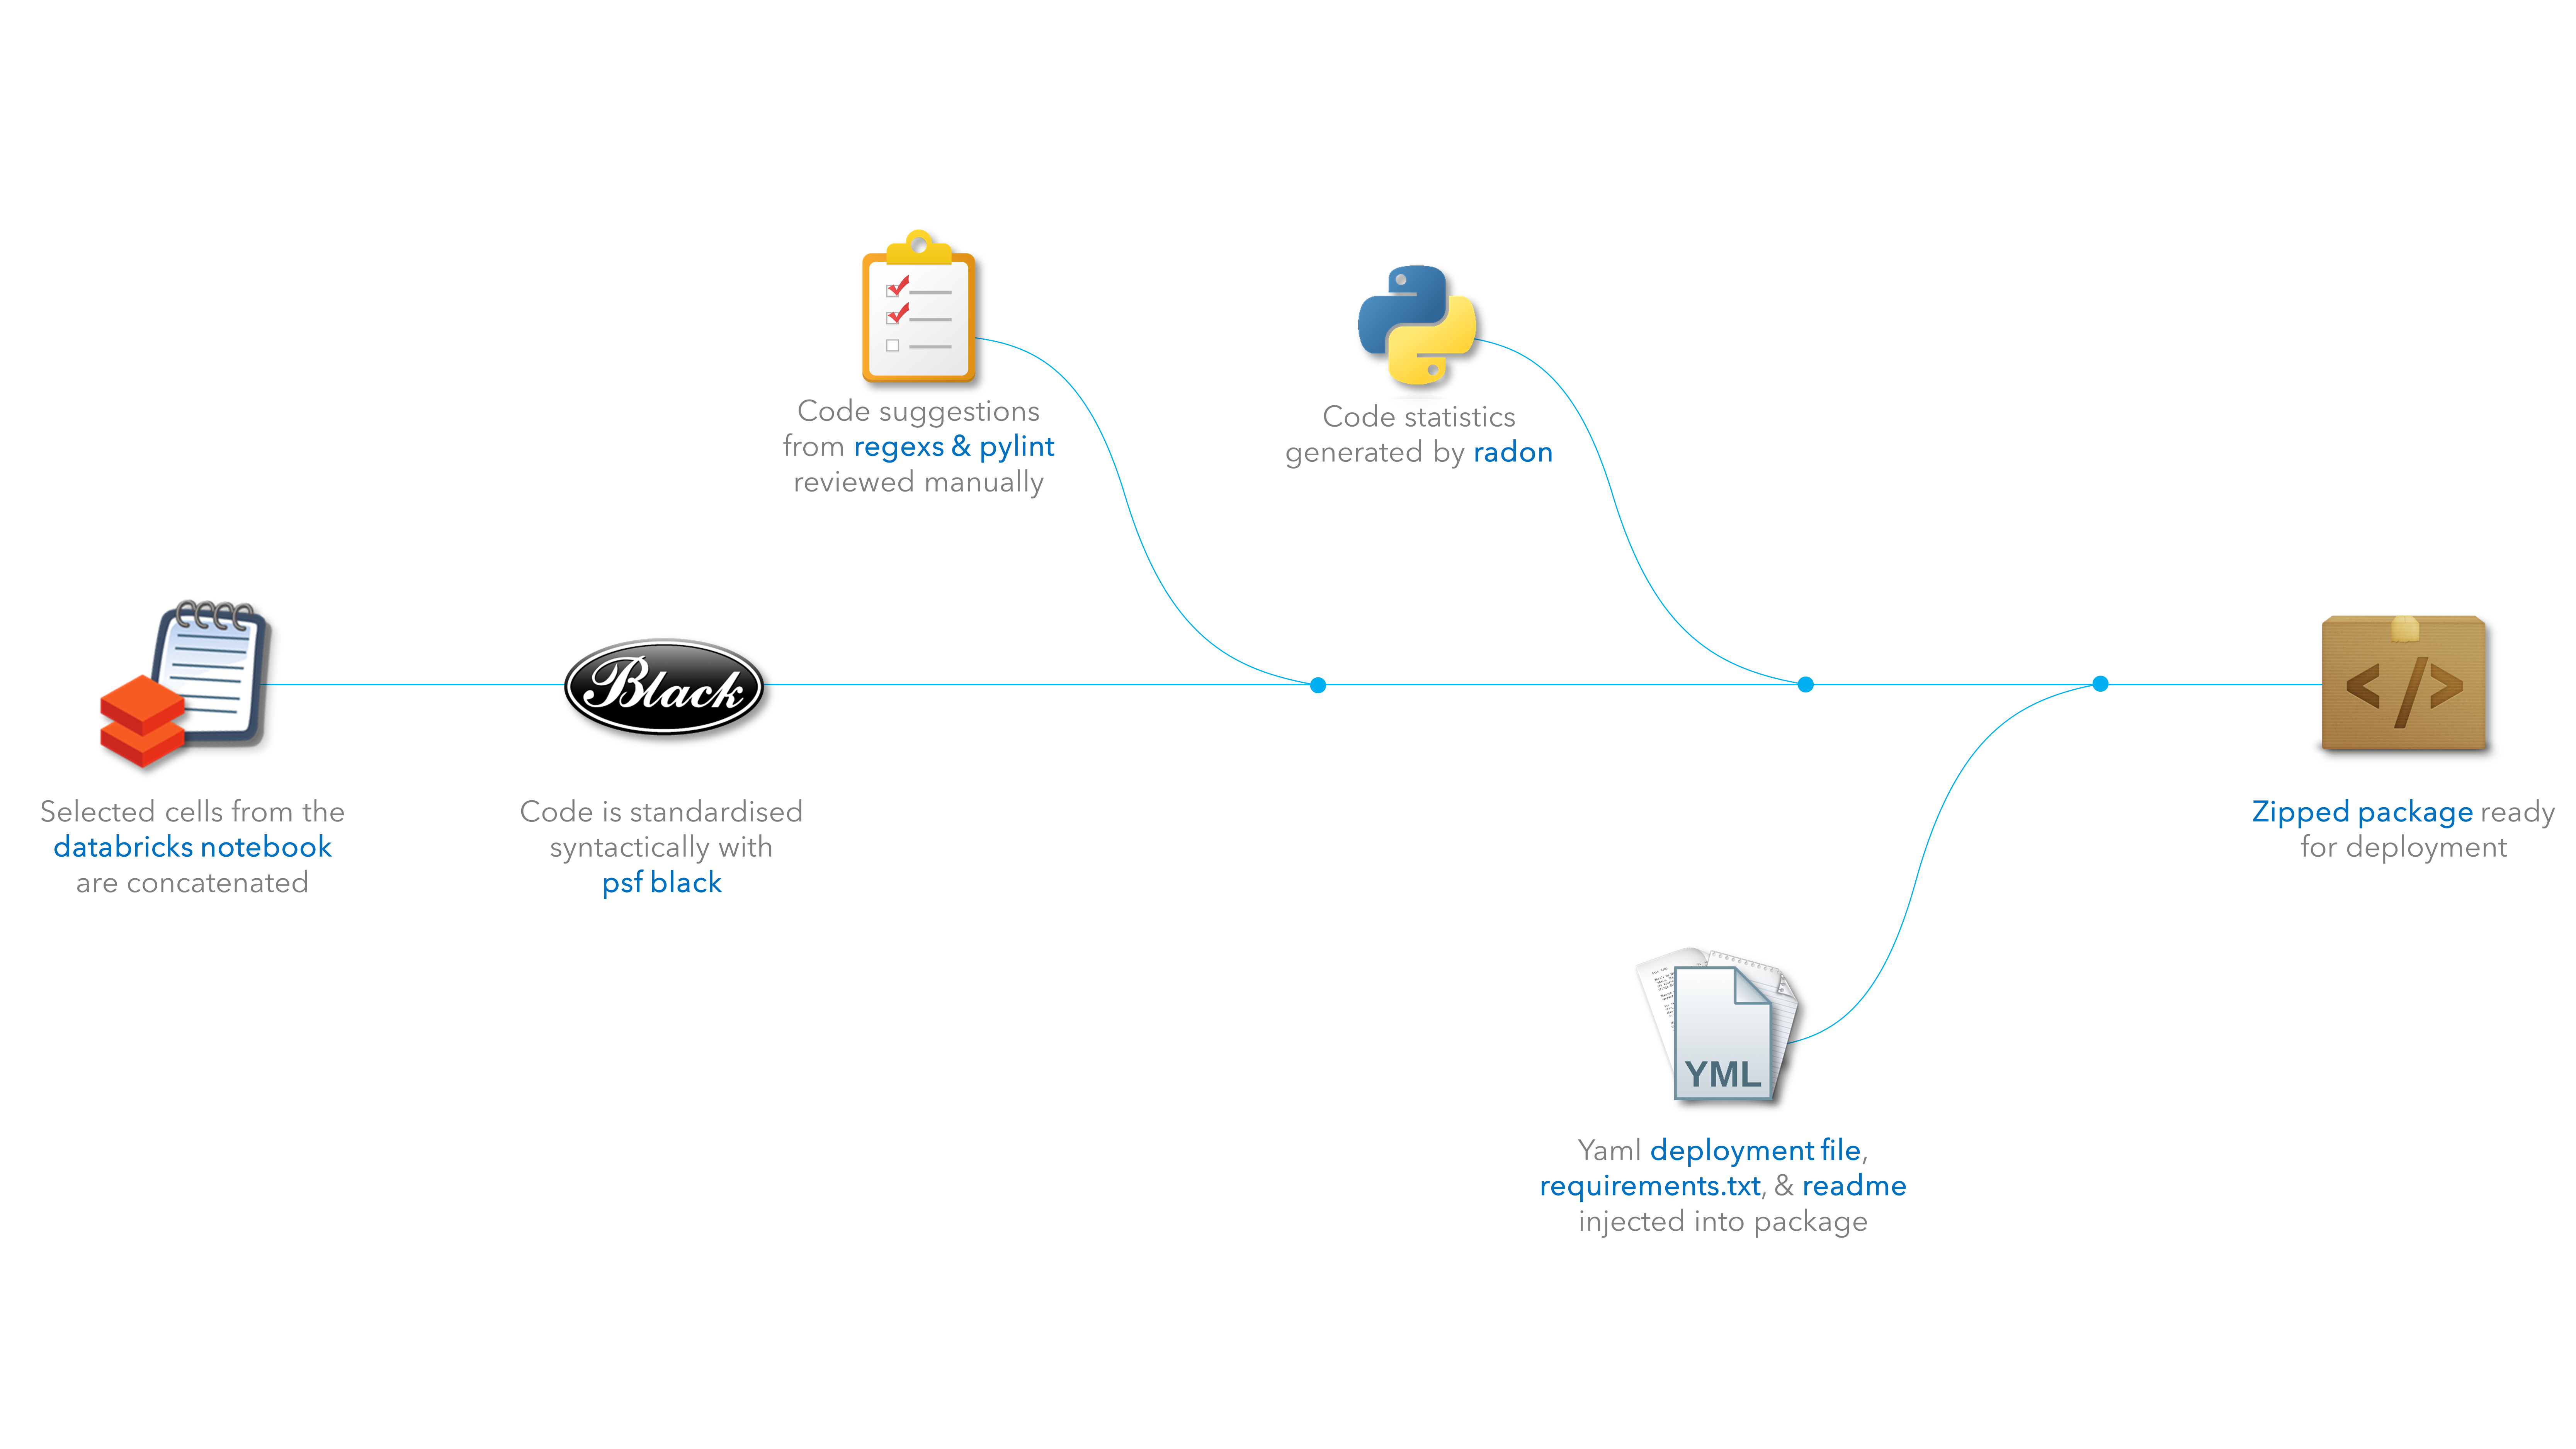 Code suggestions
from regexs & pylint
reviewed manually
Code statistics
generated by radon
Black
Selected cells from the
databricks notebook
are concatenated
Code is standardised
syntactically with
psf black
</>
Zipped package ready
for deployment
YML
Yaml deployment file,
requirements.txt, & readme
injected into package